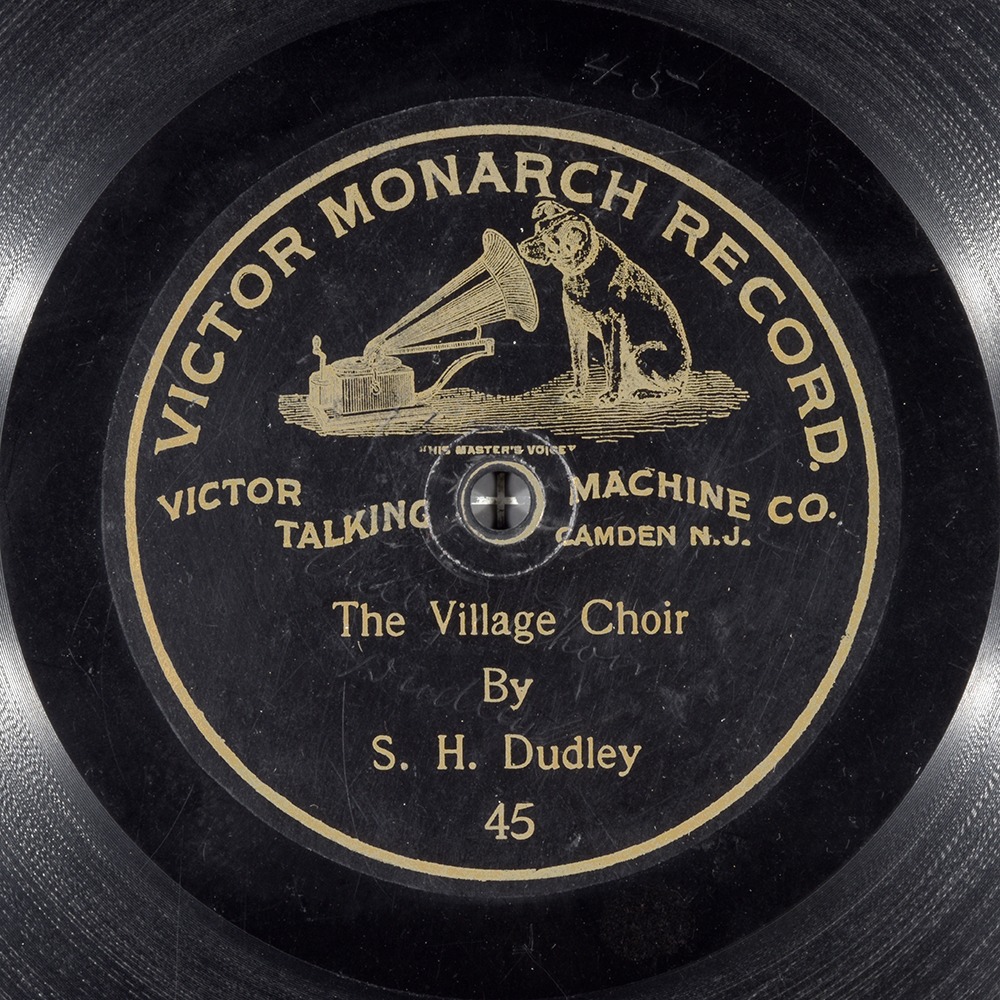 45
VICTOR MONARCH RECORD.
"HIS MASTER'S VOICE"
VICTOR TALKING MACHINE CO.
CAMDEN N.J.
The Village Choir
By
S. H. Dudley
45